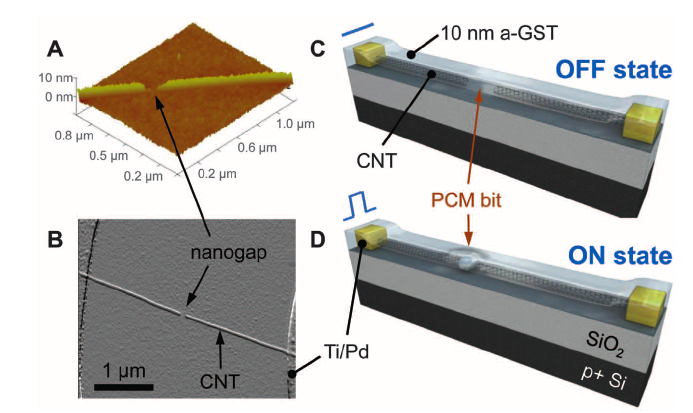 A
10 nm
0 nm
0.8 µm
0.5 µm
0.2 µm
0.2 µm
0.6 µm
1.0 µm
B
nanogap
CNT
1 µm
Ti/Pd
C
10 nm a-GST
OFF state
CNT
PCM bit
D
ON state
SiO₂
p+ Si